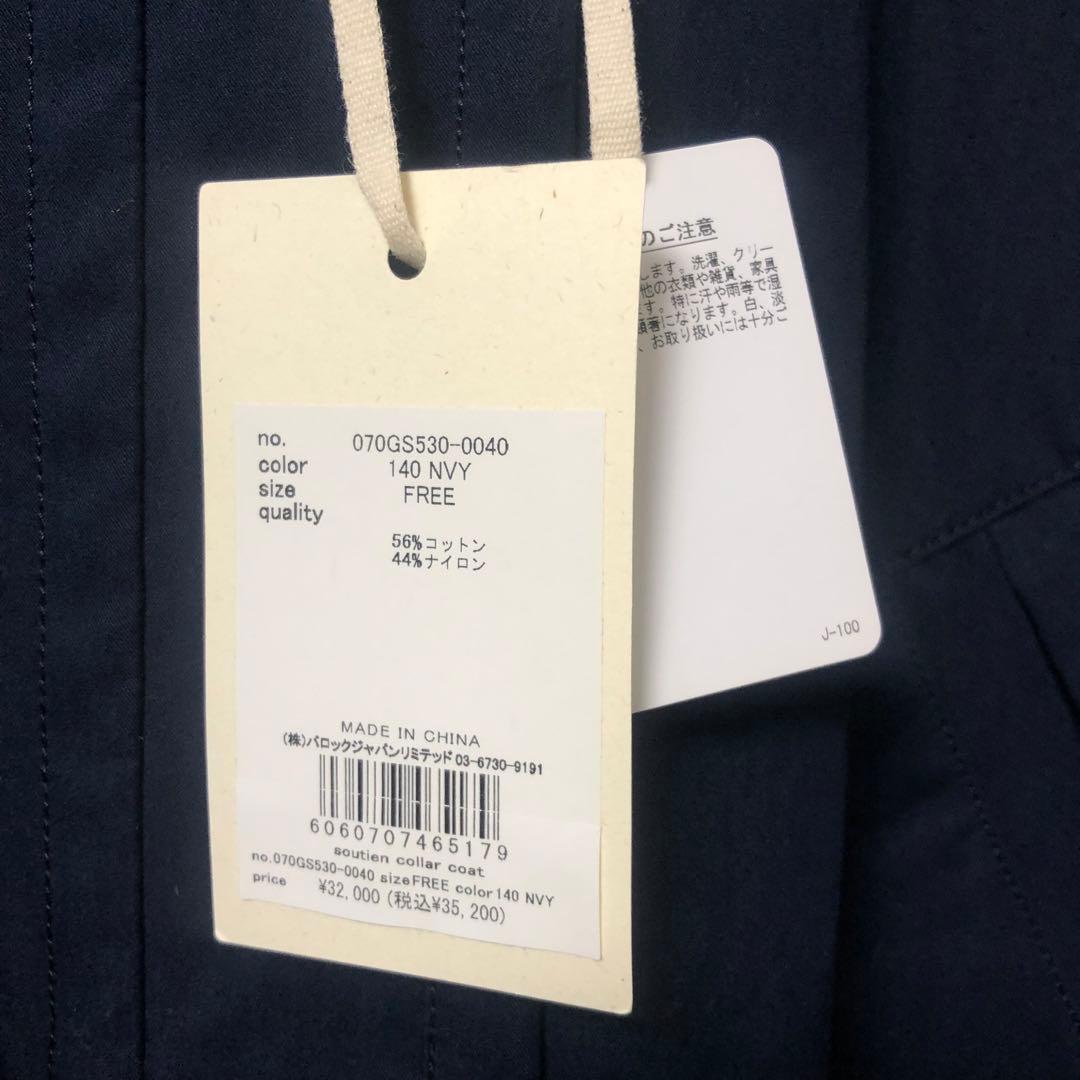 no. 070GS530-0040
color 140 NVY
size FREE
quality
56%コットン
44%ナイロン
MADE IN CHINA
(株)バロックジャパンリミテッド 03-6730-9191
6060707465179
soutien collar coat
no.070GS530-0040 sizeFREE color140 NVY
price ¥32,000 (税込¥35,200)
のご注意
します。洗濯、クリー
他の衣類や雑貨、家具
ます。特に汗や雨等で湿
顕著になります。白、淡
、お取り扱いには十分ご
J-100